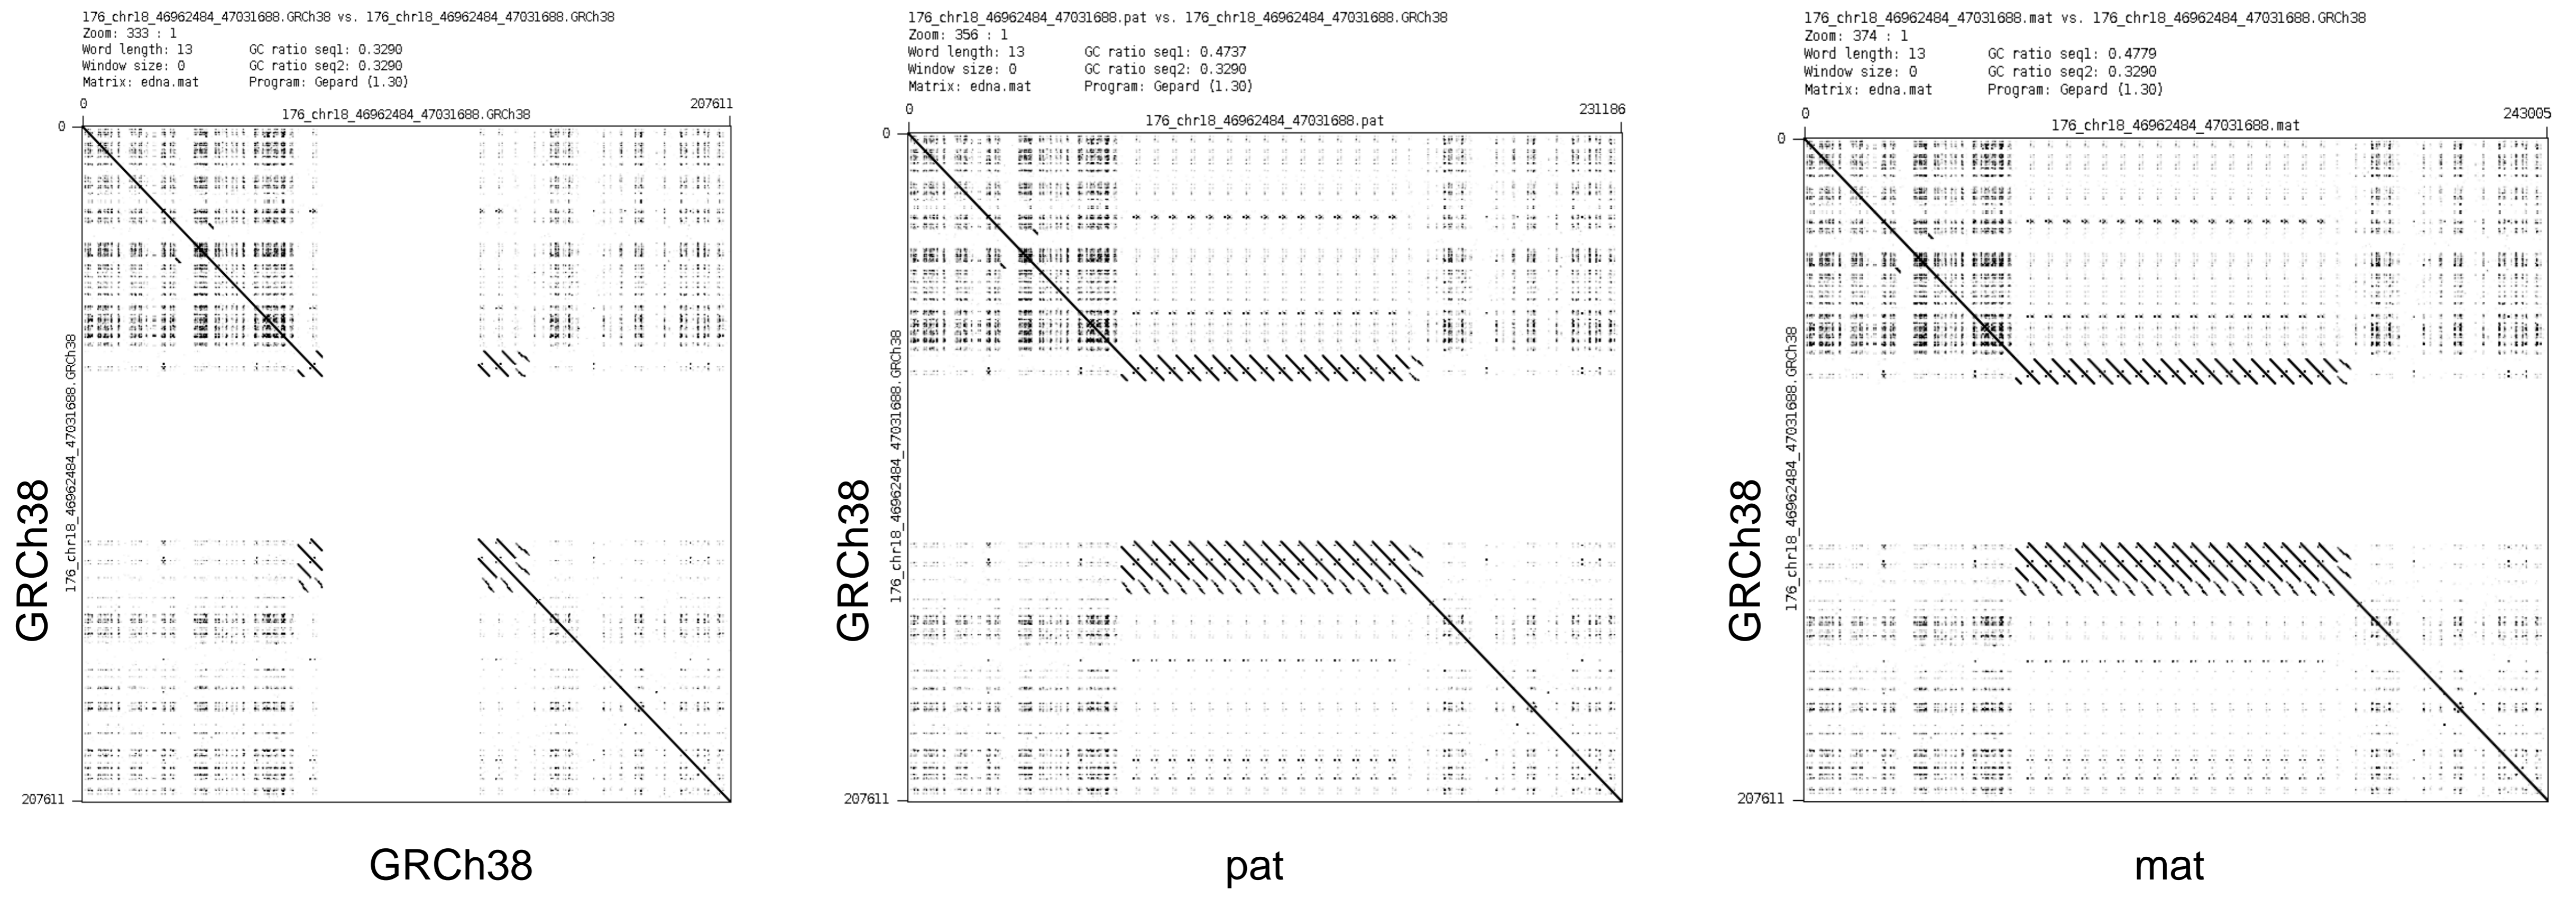 176_chr18_46962484_47031688.GRCh38 vs. 176_chr18_46962484_47031688.GRCh38
Zoom: 333 : 1
Word length: 13 GC ratio seq1: 0.3290
Window size: 0 GC ratio seq2: 0.3290
Matrix: edna.mat Program: Gepard (1.30)
0 207611
176_chr18_46962484_47031688.GRCh38
0
176_chr18_46962484_47031688.GRCh38
GRCh38
207611
GRCh38
176_chr18_46962484_47031688.pat vs. 176_chr18_46962484_47031688.GRCh38
Zoom: 356 : 1
Word length: 13 GC ratio seq1: 0.4737
Window size: 0 GC ratio seq2: 0.3290
Matrix: edna.mat Program: Gepard (1.30)
0 231186
176_chr18_46962484_47031688.pat
0
176_chr18_46962484_47031688.GRCh38
GRCh38
207611
pat
176_chr18_46962484_47031688.mat vs. 176_chr18_46962484_47031688.GRCh38
Zoom: 374 : 1
Word length: 13 GC ratio seq1: 0.4779
Window size: 0 GC ratio seq2: 0.3290
Matrix: edna.mat Program: Gepard (1.30)
0 243005
176_chr18_46962484_47031688.mat
0
176_chr18_46962484_47031688.GRCh38
GRCh38
207611
mat